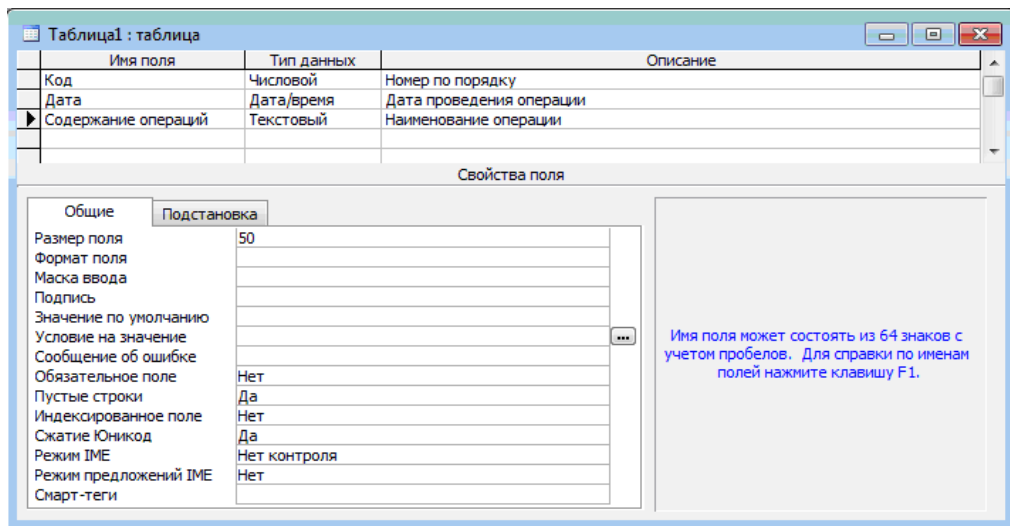 Таблица1 : таблица
Имя поля Тип данных Описание
Код Числовой Номер по порядку
Дата Дата/время Дата проведения операции
Содержание операций Текстовый Наименование операции
Свойства поля
Общие Подстановка
Размер поля 50
Формат поля
Маска ввода
Подпись
Значение по умолчанию
Условие на значение ...
Сообщение об ошибке
Обязательное поле Нет
Пустые строки Да
Индексированное поле Нет
Сжатие Юникод Да
Режим IME Нет контроля
Режим предложений IME Нет
Смарт-теги
Имя поля может состоять из 64 знаков с
учетом пробелов. Для справки по именам
полей нажмите клавишу F1.